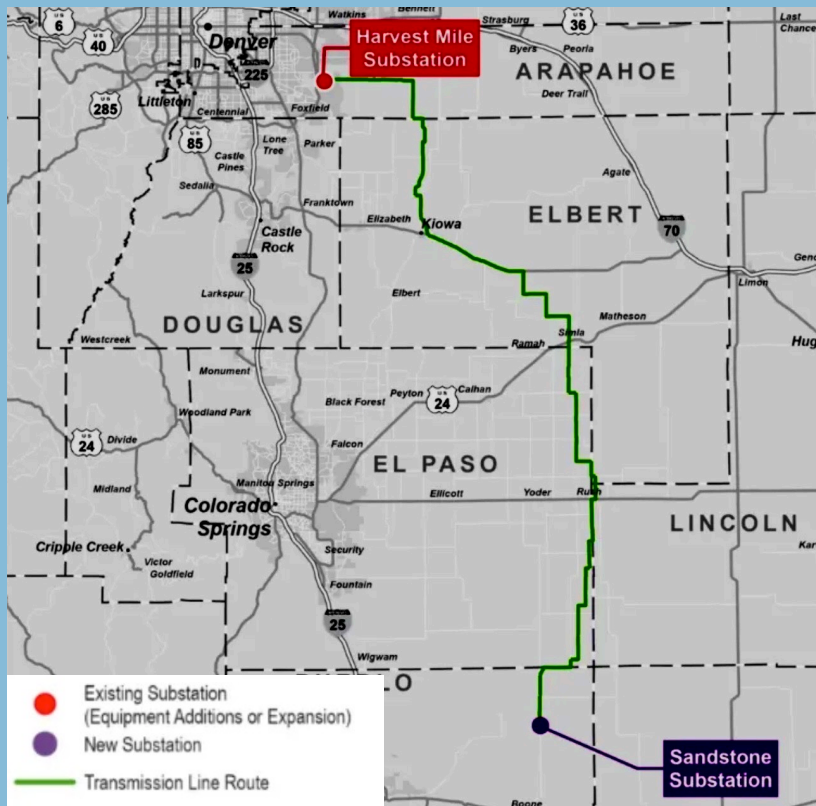 Watkins
Bennett
Strasburg
U S
36
Last
Chance
U S
6
U S
40
Denver
225
Harvest Mile
Substation
Byers
Peoria
ARAPAHOE
Deer Trail
Littleton
U S
285
Centennial
Foxfield
U S
85
Lone
Tree
Parker
Castle
Pines
Agate
Sedalia
Franktown
Elizabeth
Kiowa
ELBERT
70
Castle
Rock
25
Limon
Larkspur
Elbert
DOUGLAS
Matheson
Simla
Ramah
Westcreek
Monument
Woodland Park
Black Forest
Peyton
Calhan
U S
24
U S
24
Divide
Falcon
EL PASO
Midland
Manitou Springs
Ellicott
Yoder
Rush
Colorado
Springs
LINCOLN
Cripple Creek
Security
Victor
Goldfield
Fountain
25
Wigwam
Existing Substation
(Equipment Additions or Expansion)
New Substation
Transmission Line Route
Sandstone
Substation
Boone